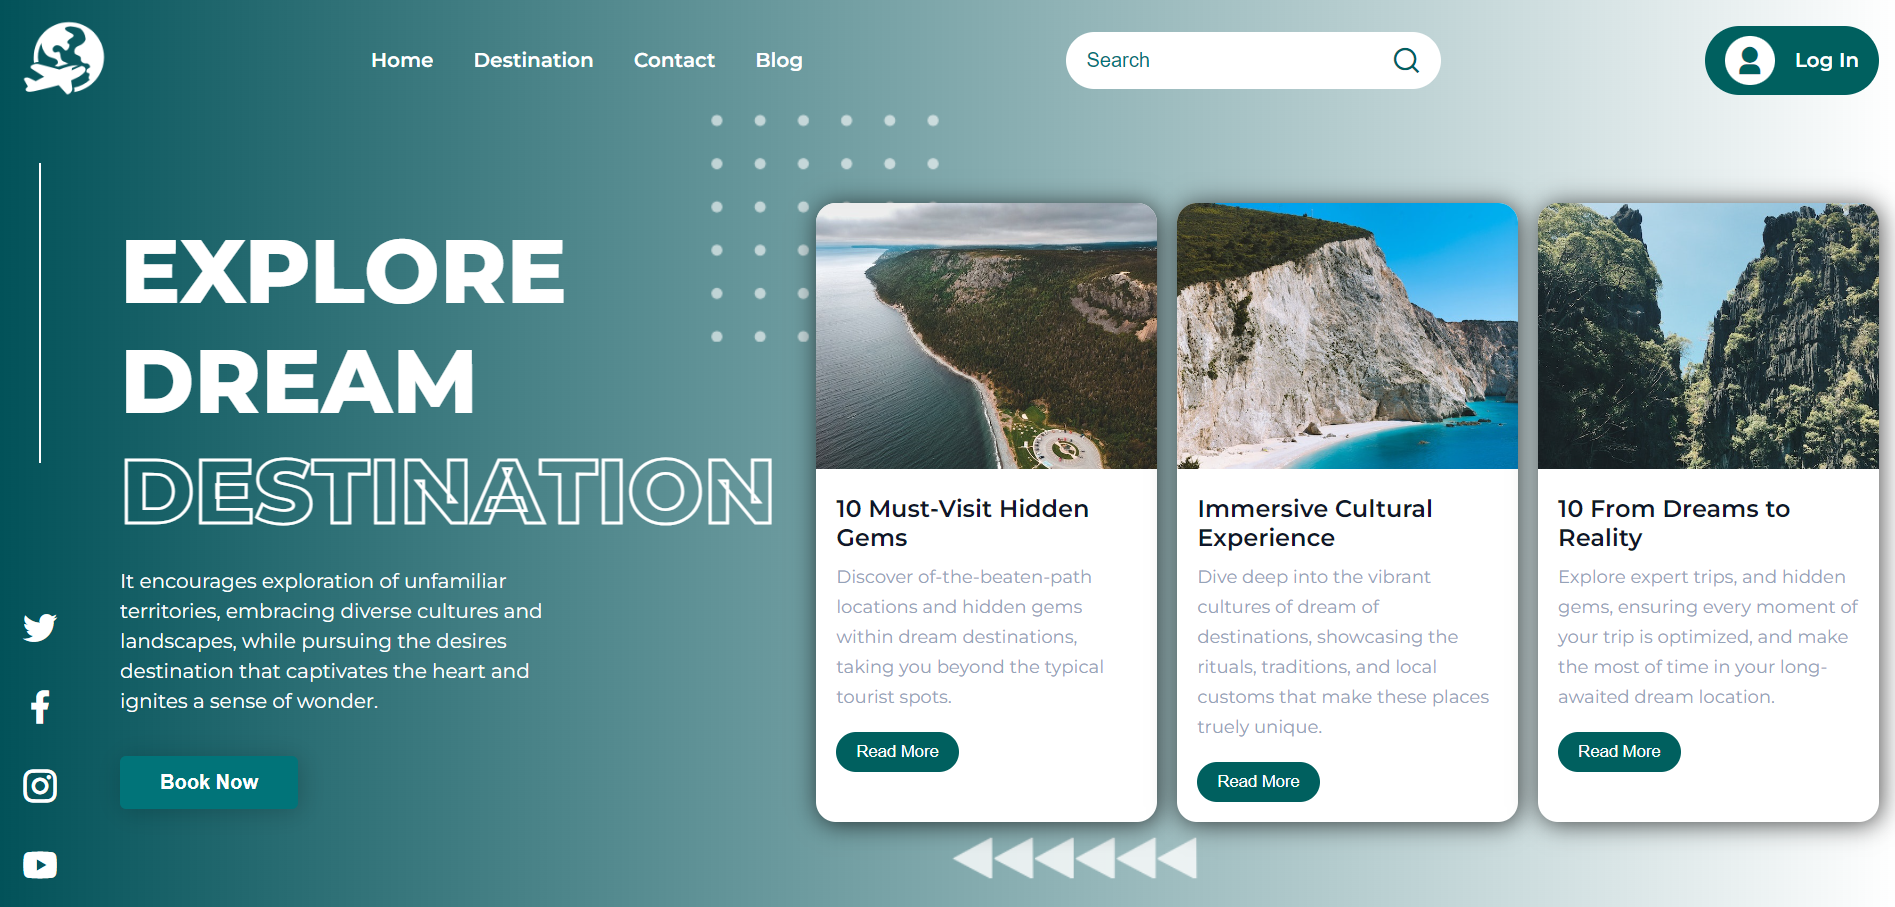 Home Destination Contact Blog
Search
Log In
EXPLORE
DREAM
DESTINATION
It encourages exploration of unfamiliar
territories, embracing diverse cultures and
landscapes, while pursuing the desires
destination that captivates the heart and
ignites a sense of wonder.
Book Now
10 Must-Visit Hidden
Gems
Discover of-the-beaten-path
locations and hidden gems
within dream destinations,
taking you beyond the typical
tourist spots.
Read More
Immersive Cultural
Experience
Dive deep into the vibrant
cultures of dream of
destinations, showcasing the
rituals, traditions, and local
customs that make these places
truely unique.
Read More
10 From Dreams to
Reality
Explore expert trips, and hidden
gems, ensuring every moment of
your trip is optimized, and make
the most of time in your long-
awaited dream location.
Read More